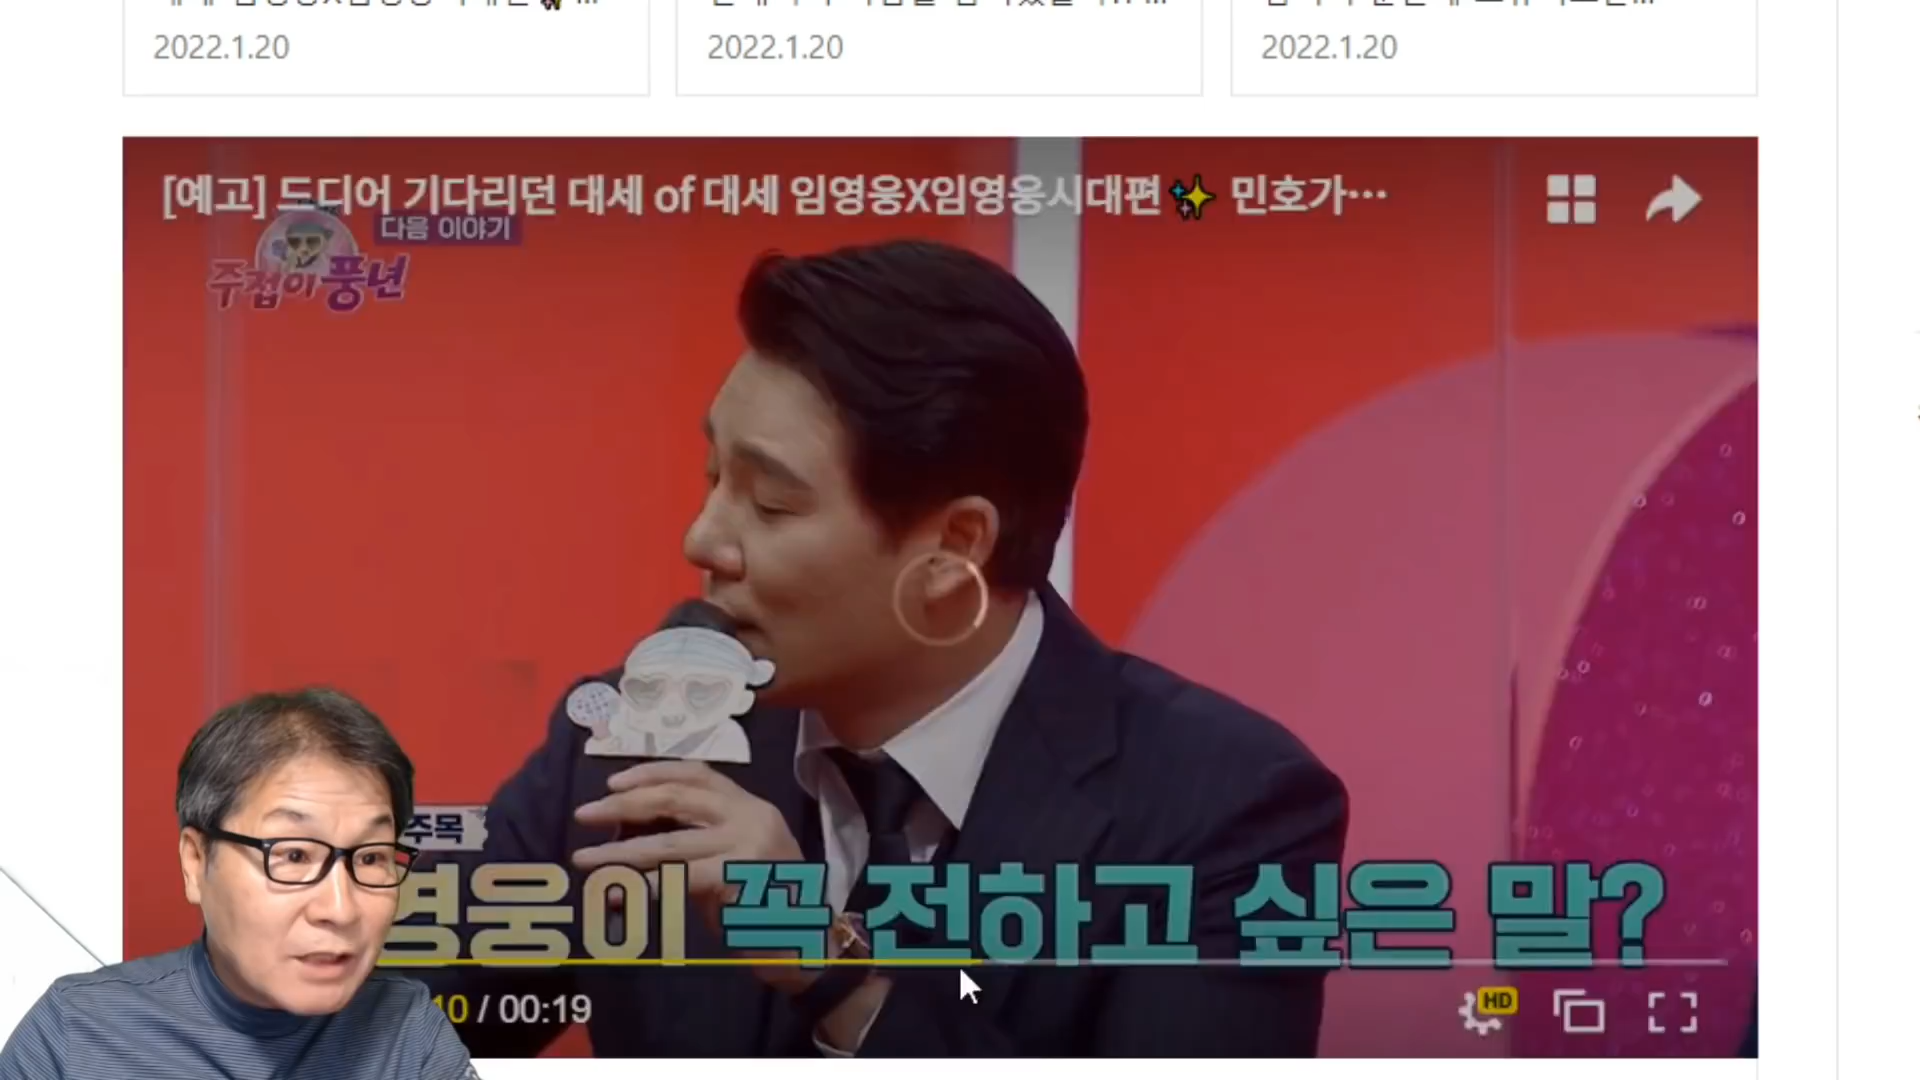 2022.1.20
2022.1.20
2022.1.20
[예고] 드디어 기다리던 대세 of 대세 임영웅X임영웅시대편✨ 민호가…
다음 이야기
주접이 풍년
주목
영웅이 꼭 전하고 싶은 말?
10 / 00:19
HD